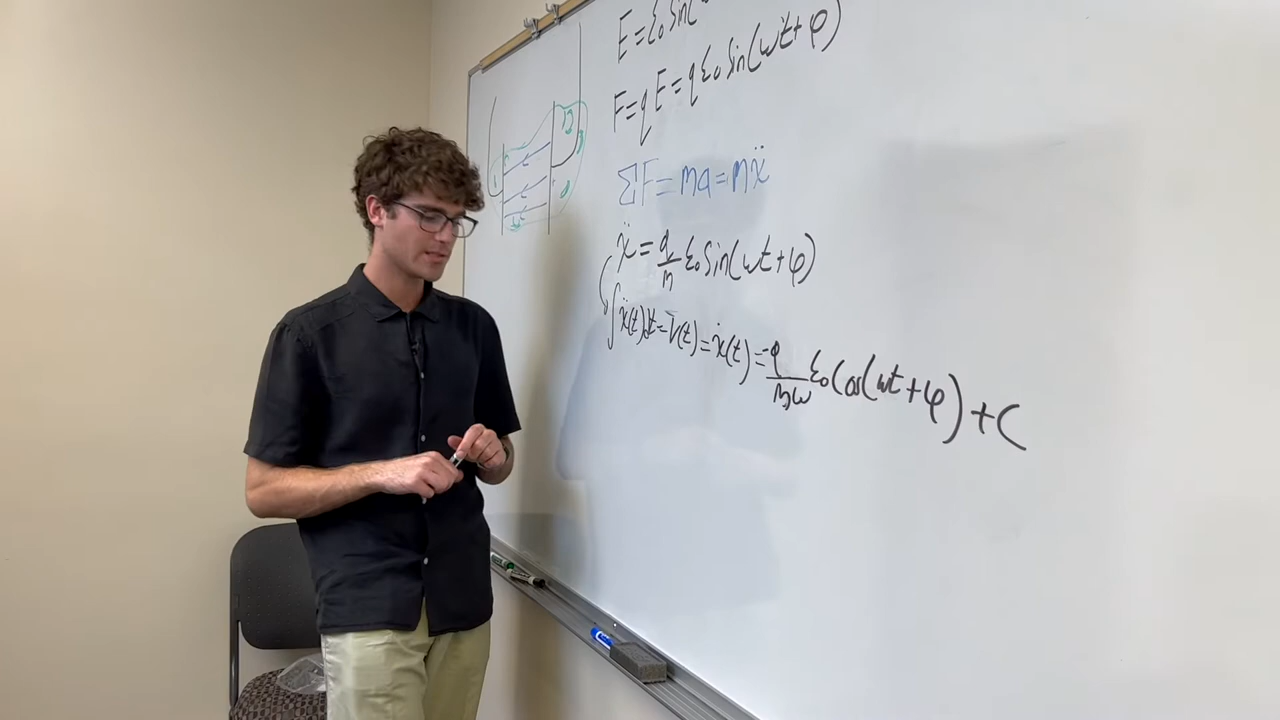 E = ε₀ sin(ω
F = qE = qε₀ sin(ωt + φ)
ΣF = ma = mẍ
ẍ = q/m ε₀ sin(ωt + φ)
∫ẍ(t)dt = V(t) = ẋ(t) = -q/mω ε₀ Cos(ωt + φ) + C